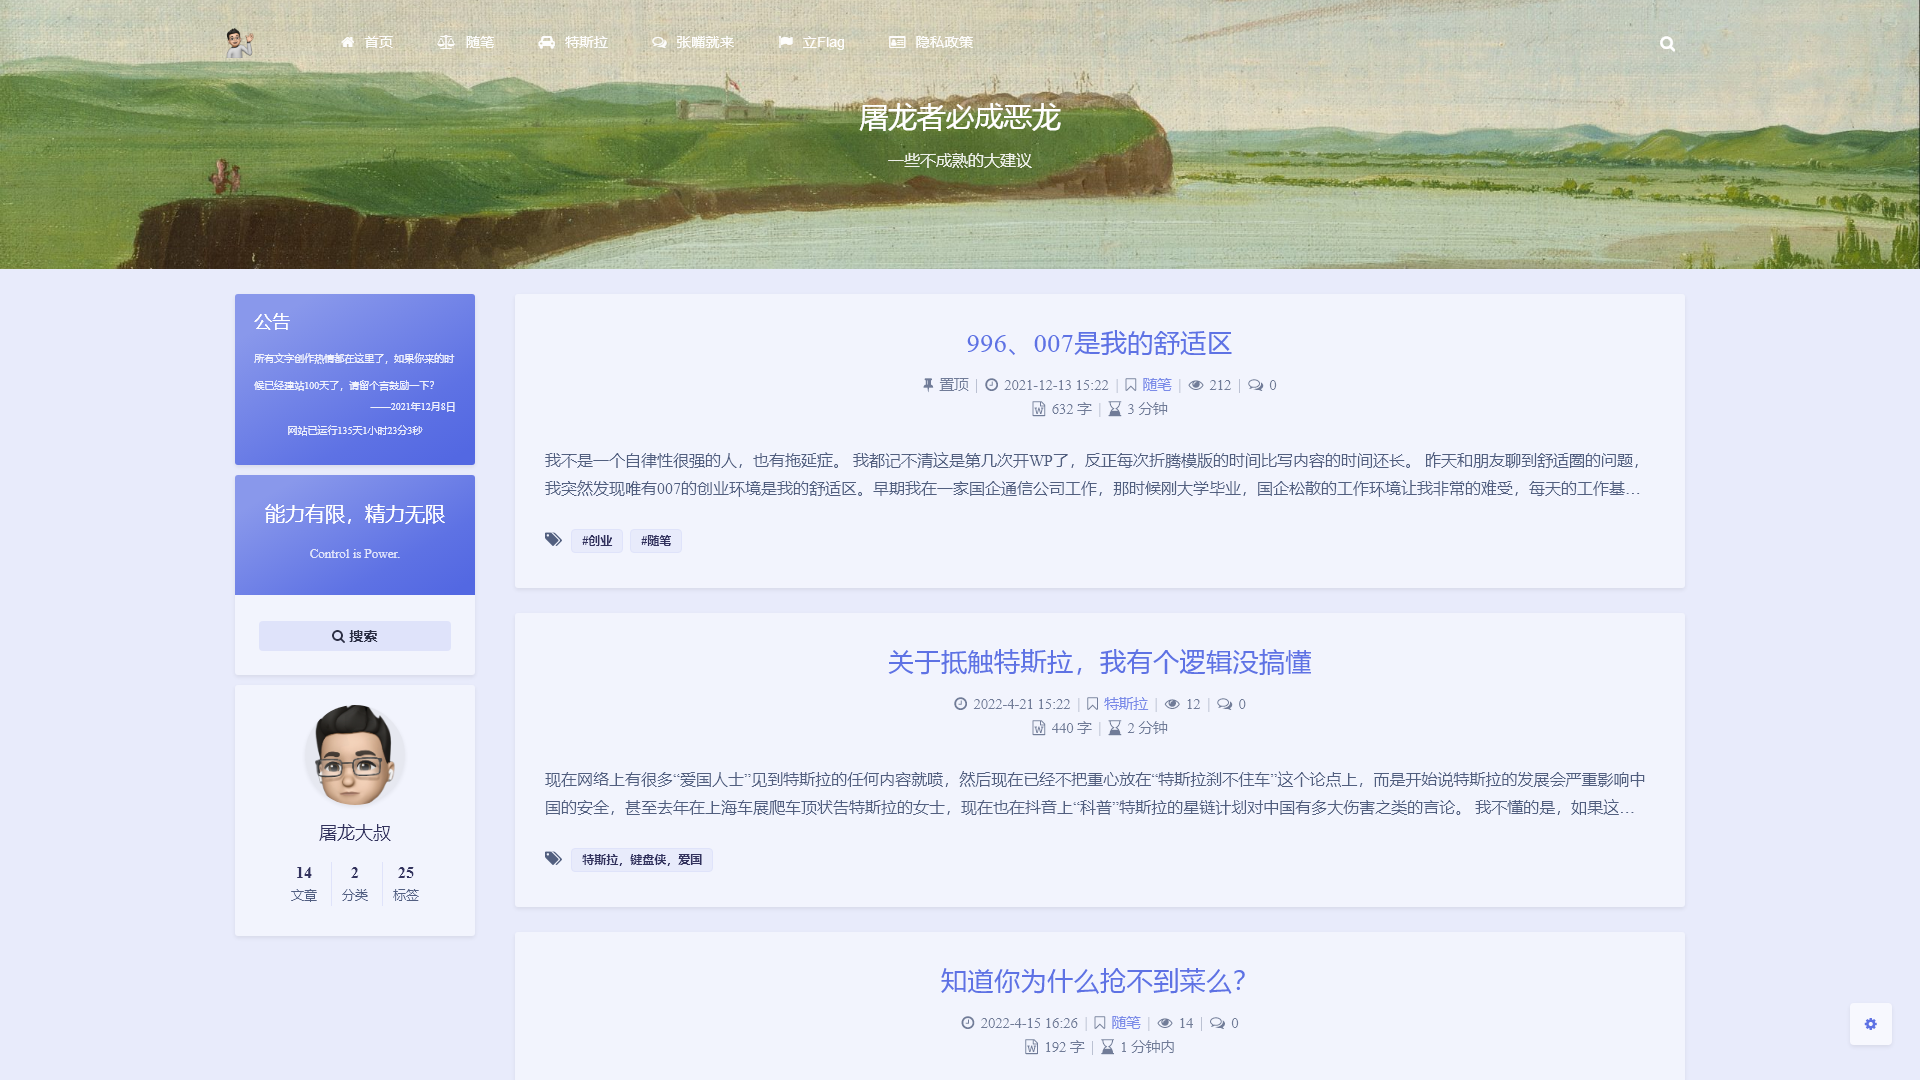 首页 随笔 特斯拉 张嘴就来 立Flag 隐私政策
屠龙者必成恶龙
一些不成熟的大建议
公告
所有文字创作热情都在这里了，如果你来的时
候已经建站100天了，请留个言鼓励一下？
——2021年12月8日
网站已运行135天1小时23分3秒
能力有限，精力无限
Control is Power.
搜索
屠龙大叔
14 2 25
文章 分类 标签
996、007是我的舒适区
置顶 | 2021-12-13 15:22 | 随笔 | 212 | 0
632 字 | 3 分钟
我不是一个自律性很强的人，也有拖延症。 我都记不清这是第几次开WP了，反正每次折腾模版的时间比写内容的时间还长。 昨天和朋友聊到舒适圈的问题，
我突然发现唯有007的创业环境是我的舒适区。早期我在一家国企通信公司工作，那时候刚大学毕业，国企松散的工作环境让我非常的难受，每天的工作基…
#创业 #随笔
关于抵触特斯拉，我有个逻辑没搞懂
2022-4-21 15:22 | 特斯拉 | 12 | 0
440 字 | 2 分钟
现在网络上有很多“爱国人士”见到特斯拉的任何内容就喷，然后现在已经不把重心放在“特斯拉刹不住车”这个论点上，而是开始说特斯拉的发展会严重影响中
国的安全，甚至去年在上海车展爬车顶状告特斯拉的女士，现在也在抖音上“科普”特斯拉的星链计划对中国有多大伤害之类的言论。 我不懂的是，如果这…
特斯拉，键盘侠，爱国
知道你为什么抢不到菜么？
2022-4-15 16:26 | 随笔 | 14 | 0
192 字 | 1 分钟内